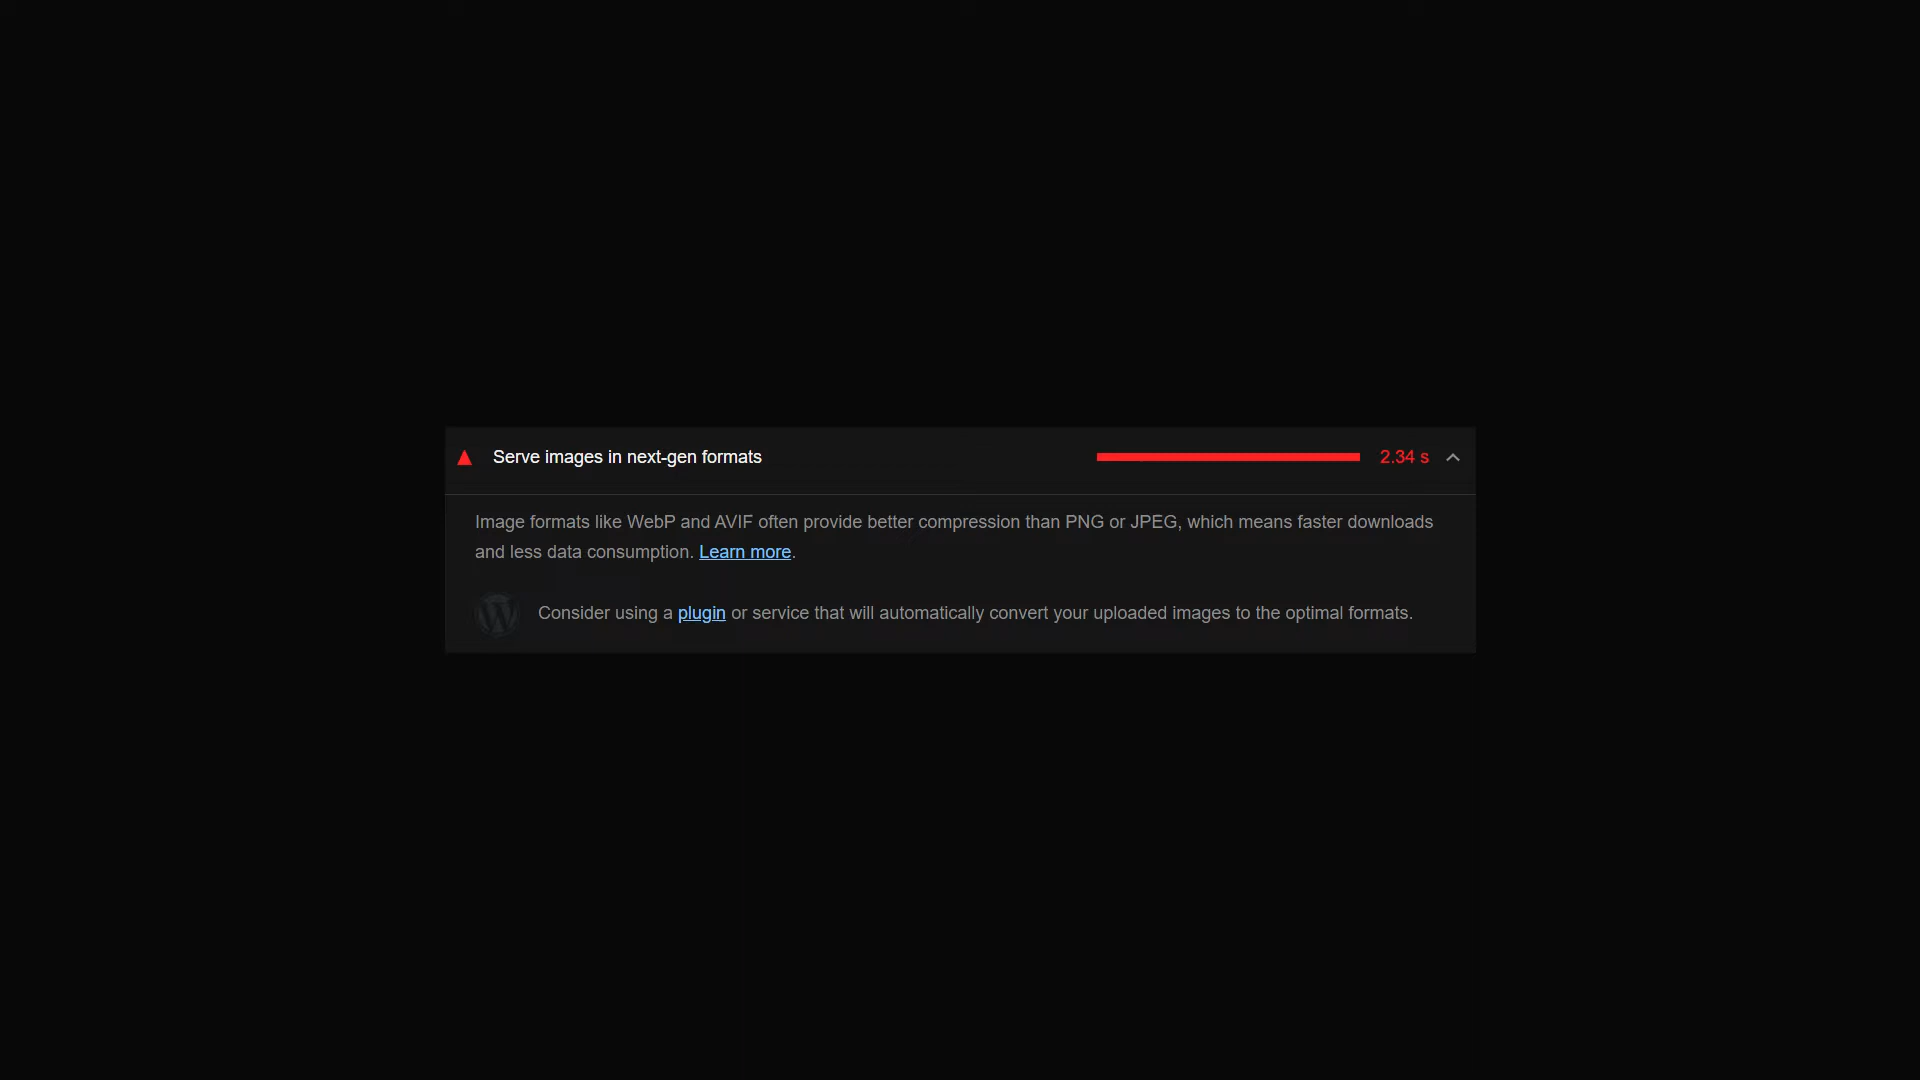 Serve images in next-gen formats 2.34 s
Image formats like WebP and AVIF often provide better compression than PNG or JPEG, which means faster downloads
and less data consumption. Learn more.
Consider using a plugin or service that will automatically convert your uploaded images to the optimal formats.